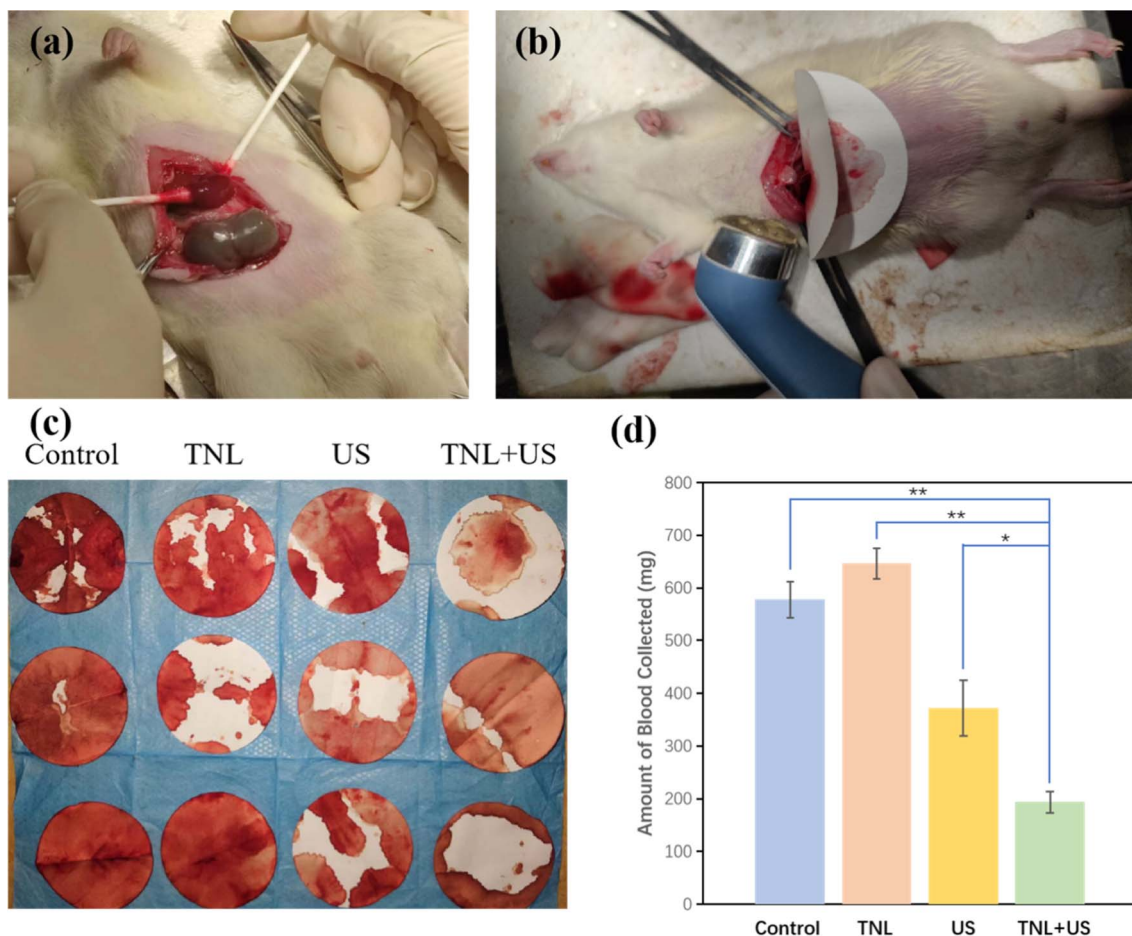 (a)
(b)
(c)
Control TNL US TNL+US
(d)
Amount of Blood Collected (mg)
800
700
600
500
400
300
200
100
0
**
**
*
Control TNL US TNL+US